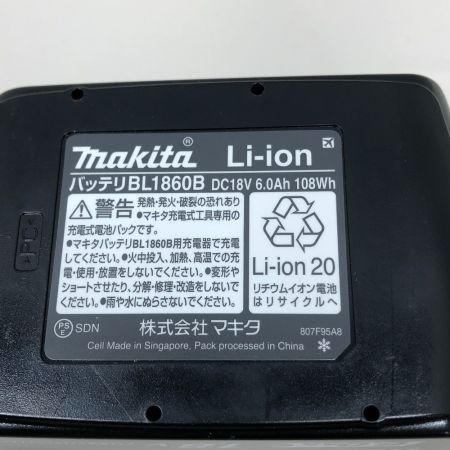 makita® Li-ion
バッテリBL1860B DC18V 6.0Ah 108Wh
警告 発熱・発火・破裂の恐れあり
●マキタ充電式工具専用の
充電式電池パックです。
●マキタバッテリBL1860B用充電器で充電
してください。●火中投入、加熱、高温での充
電・使用・放置をしないでください。●変形や
ショートさせたり、分解・修理・改造をしないで
ください。●雨や水にぬらさないでください。
Li-ion 20
リチウムイオン電池
はリサイクルへ
PS E SDN 株式会社マキタ 807F95A8
Cell Made in Singapore, Pack processed in China